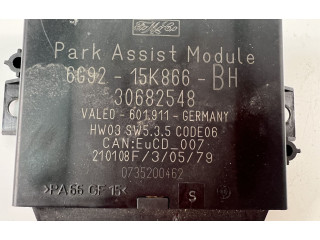 FoMoCo
Park Assist Module
6G92 - 15K866 - BH
30682548
VALEO - 601.911 - GERMANY
HW03 SW5.3.5 CODE06
CAN:EuCD_007
210108F/3/05/79
0735200462
>PA66 GF15<
S